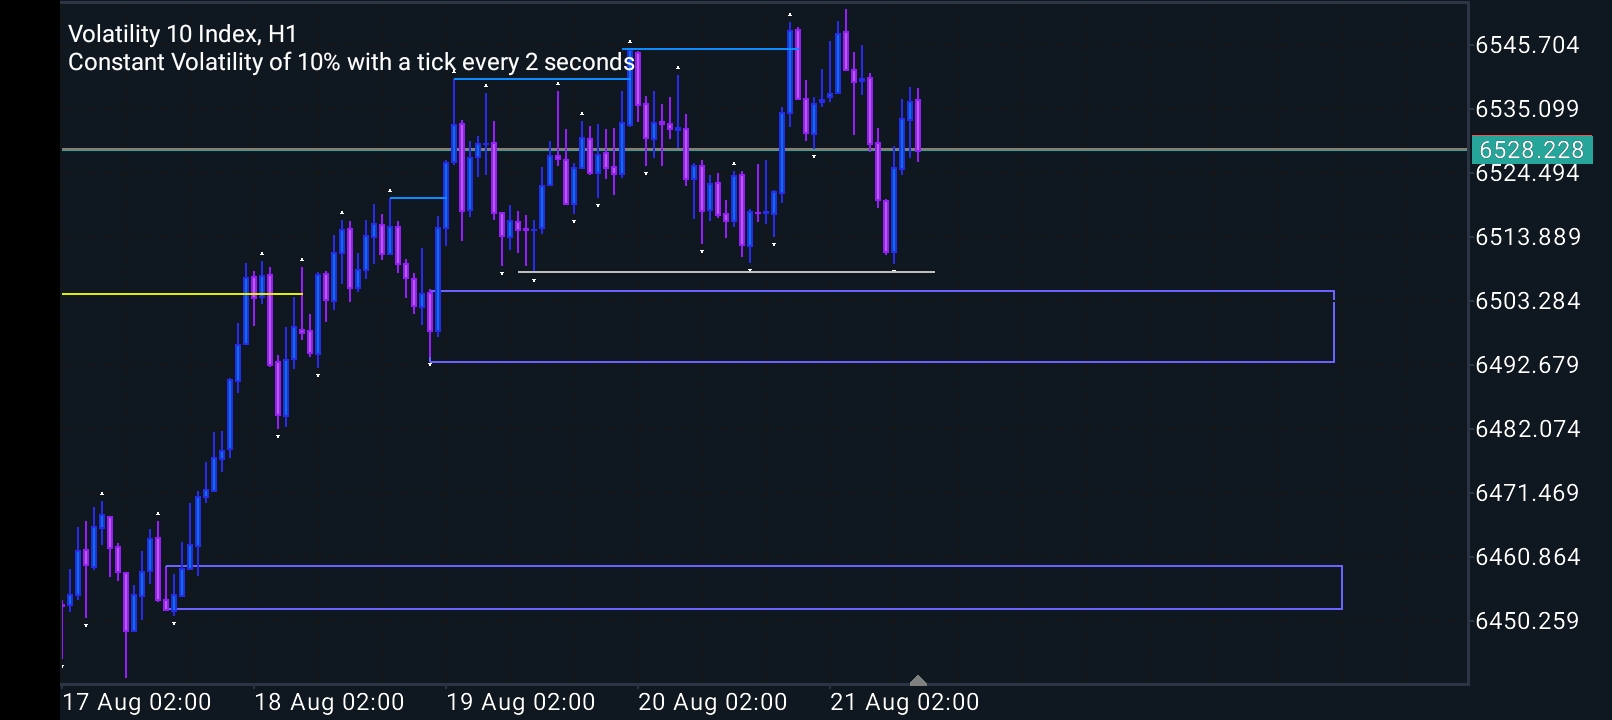 Volatility 10 Index, H1
Constant Volatility of 10% with a tick every 2 seconds
6545.704
6535.099
6528.228
6524.494
6513.889
6503.284
6492.679
6482.074
6471.469
6460.864
6450.259
17 Aug 02:00
18 Aug 02:00
19 Aug 02:00
20 Aug 02:00
21 Aug 02:00